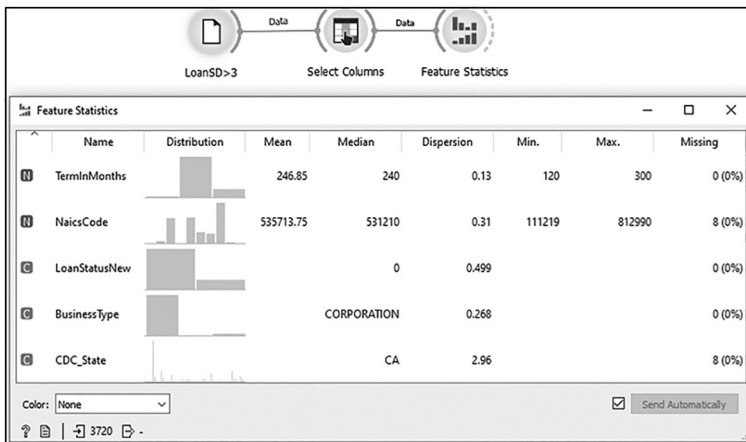 Data Data
LoanSD>3 Select Columns Feature Statistics
Feature Statistics
Name Distribution Mean Median Dispersion Min. Max. Missing
N TermInMonths 246.85 240 0.13 120 300 0 (0%)
N NaicsCode 535713.75 531210 0.31 111219 812990 8 (0%)
C LoanStatusNew 0 0.499 0 (0%)
C BusinessType CORPORATION 0.268 0 (0%)
C CDC_State CA 2.96 8 (0%)
Color: None Send Automatically
? 3720 -